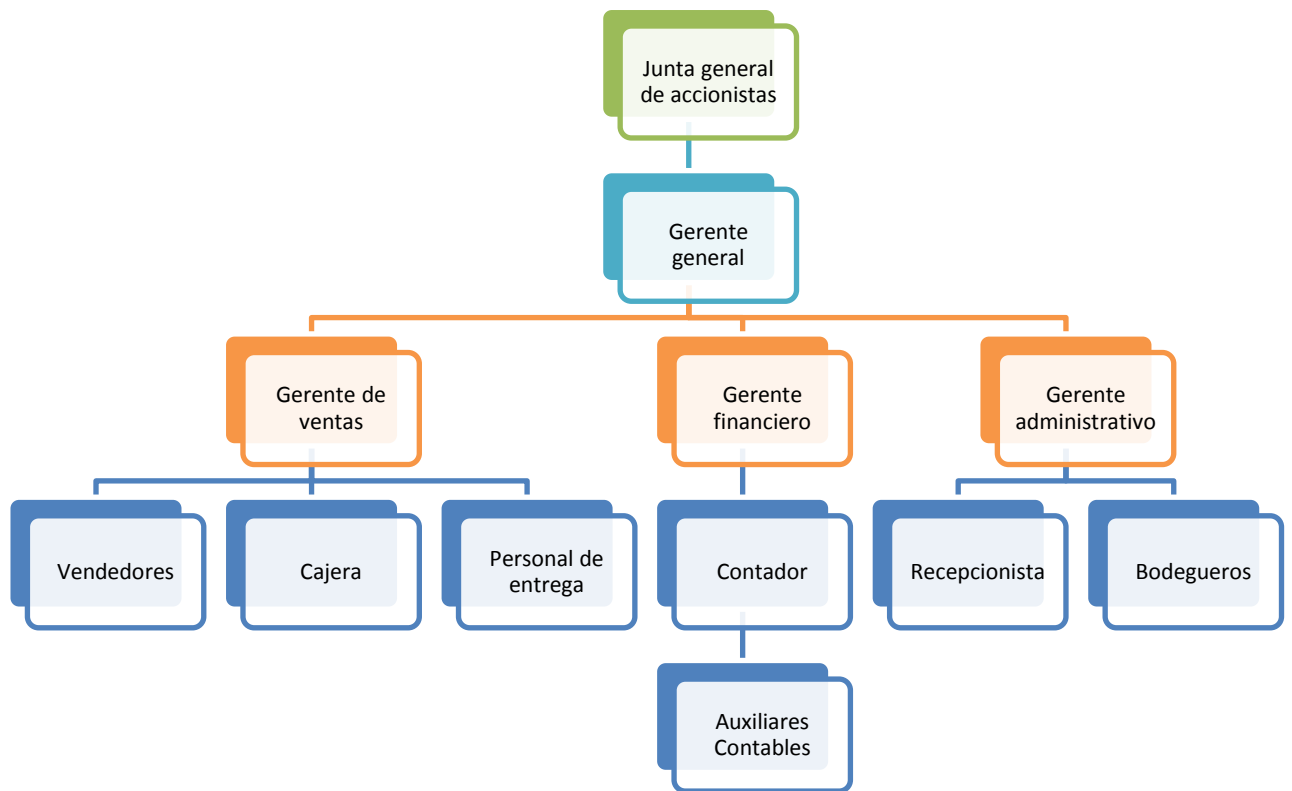 Junta general
de accionistas
Gerente
general
Gerente de
ventas
Gerente
financiero
Gerente
administrativo
Vendedores
Cajera
Personal de
entrega
Contador
Recepcionista
Bodegueros
Auxiliares
Contables